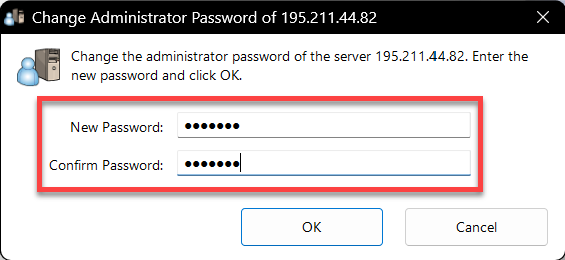 Change Administrator Password of 195.211.44.82
Change the administrator password of the server 195.211.44.82. Enter the
new password and click OK.
New Password: ●●●●●●●
Confirm Password: ●●●●●●●
OK Cancel